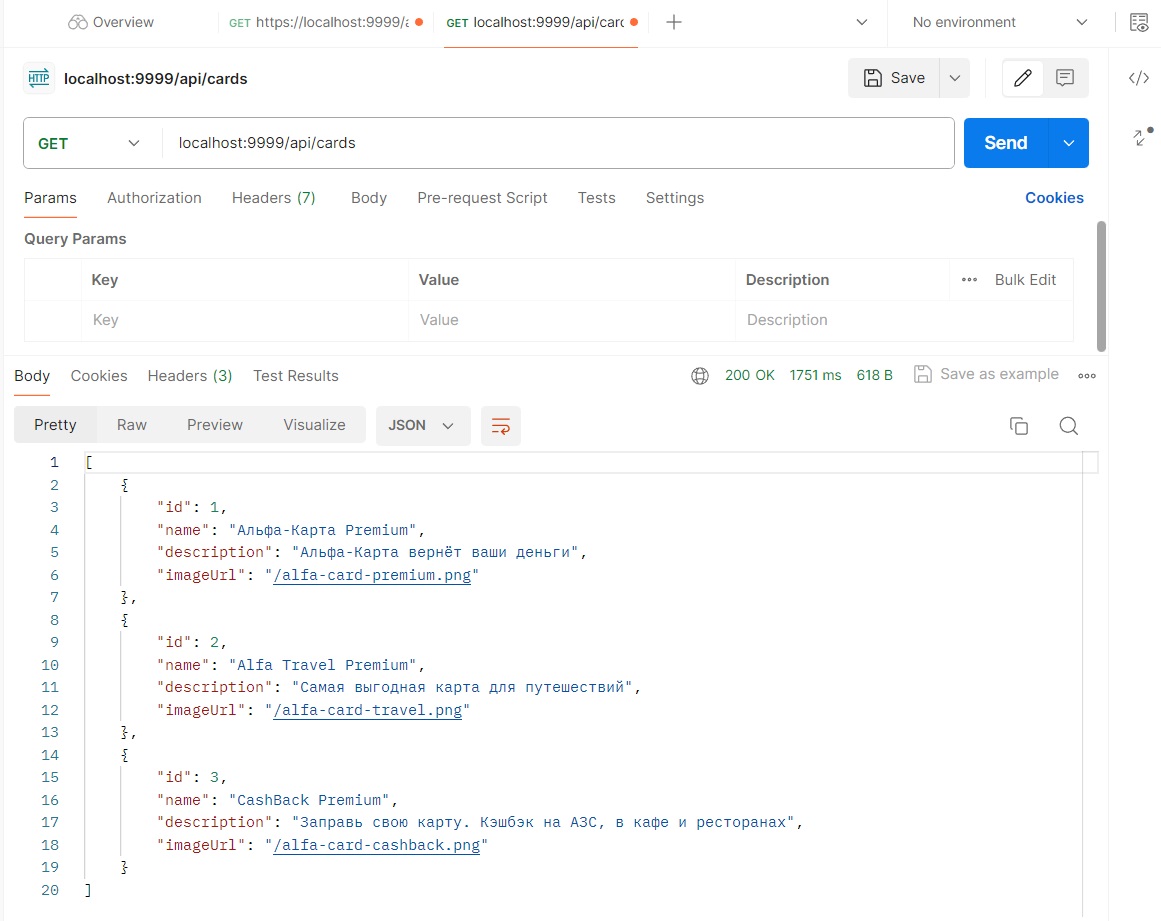 Overview
GET https://localhost:9999/a
GET localhost:9999/api/carc
No environment
HTTP localhost:9999/api/cards
Save
GET localhost:9999/api/cards
Send
Params Authorization Headers (7) Body Pre-request Script Tests Settings Cookies
Query Params
Key Value Description ••• Bulk Edit
Key Value Description
Body Cookies Headers (3) Test Results 200 OK 1751 ms 618 B Save as example
Pretty Raw Preview Visualize JSON
1 [
2 {
3 "id": 1,
4 "name": "Альфа-Карта Premium",
5 "description": "Альфа-Карта вернёт ваши деньги",
6 "imageUrl": "/alfa-card-premium.png"
7 },
8 {
9 "id": 2,
10 "name": "Alfa Travel Premium",
11 "description": "Самая выгодная карта для путешествий",
12 "imageUrl": "/alfa-card-travel.png"
13 },
14 {
15 "id": 3,
16 "name": "CashBack Premium",
17 "description": "Заправь свою карту. Кэшбэк на АЗС, в кафе и ресторанах",
18 "imageUrl": "/alfa-card-cashback.png"
19 }
20 ]